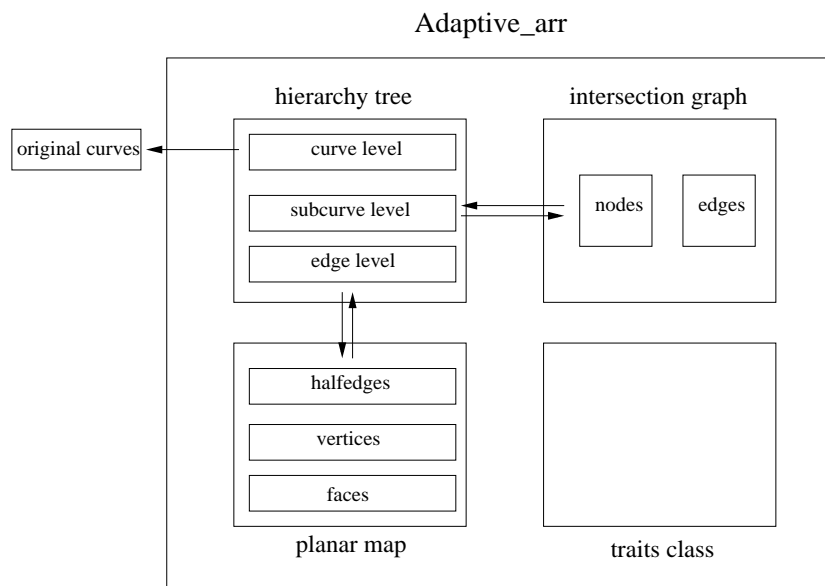 Adaptive_arr
hierarchy tree
intersection graph
original curves
curve level
subcurve level
edge level
nodes
edges
halfedges
vertices
faces
planar map
traits class